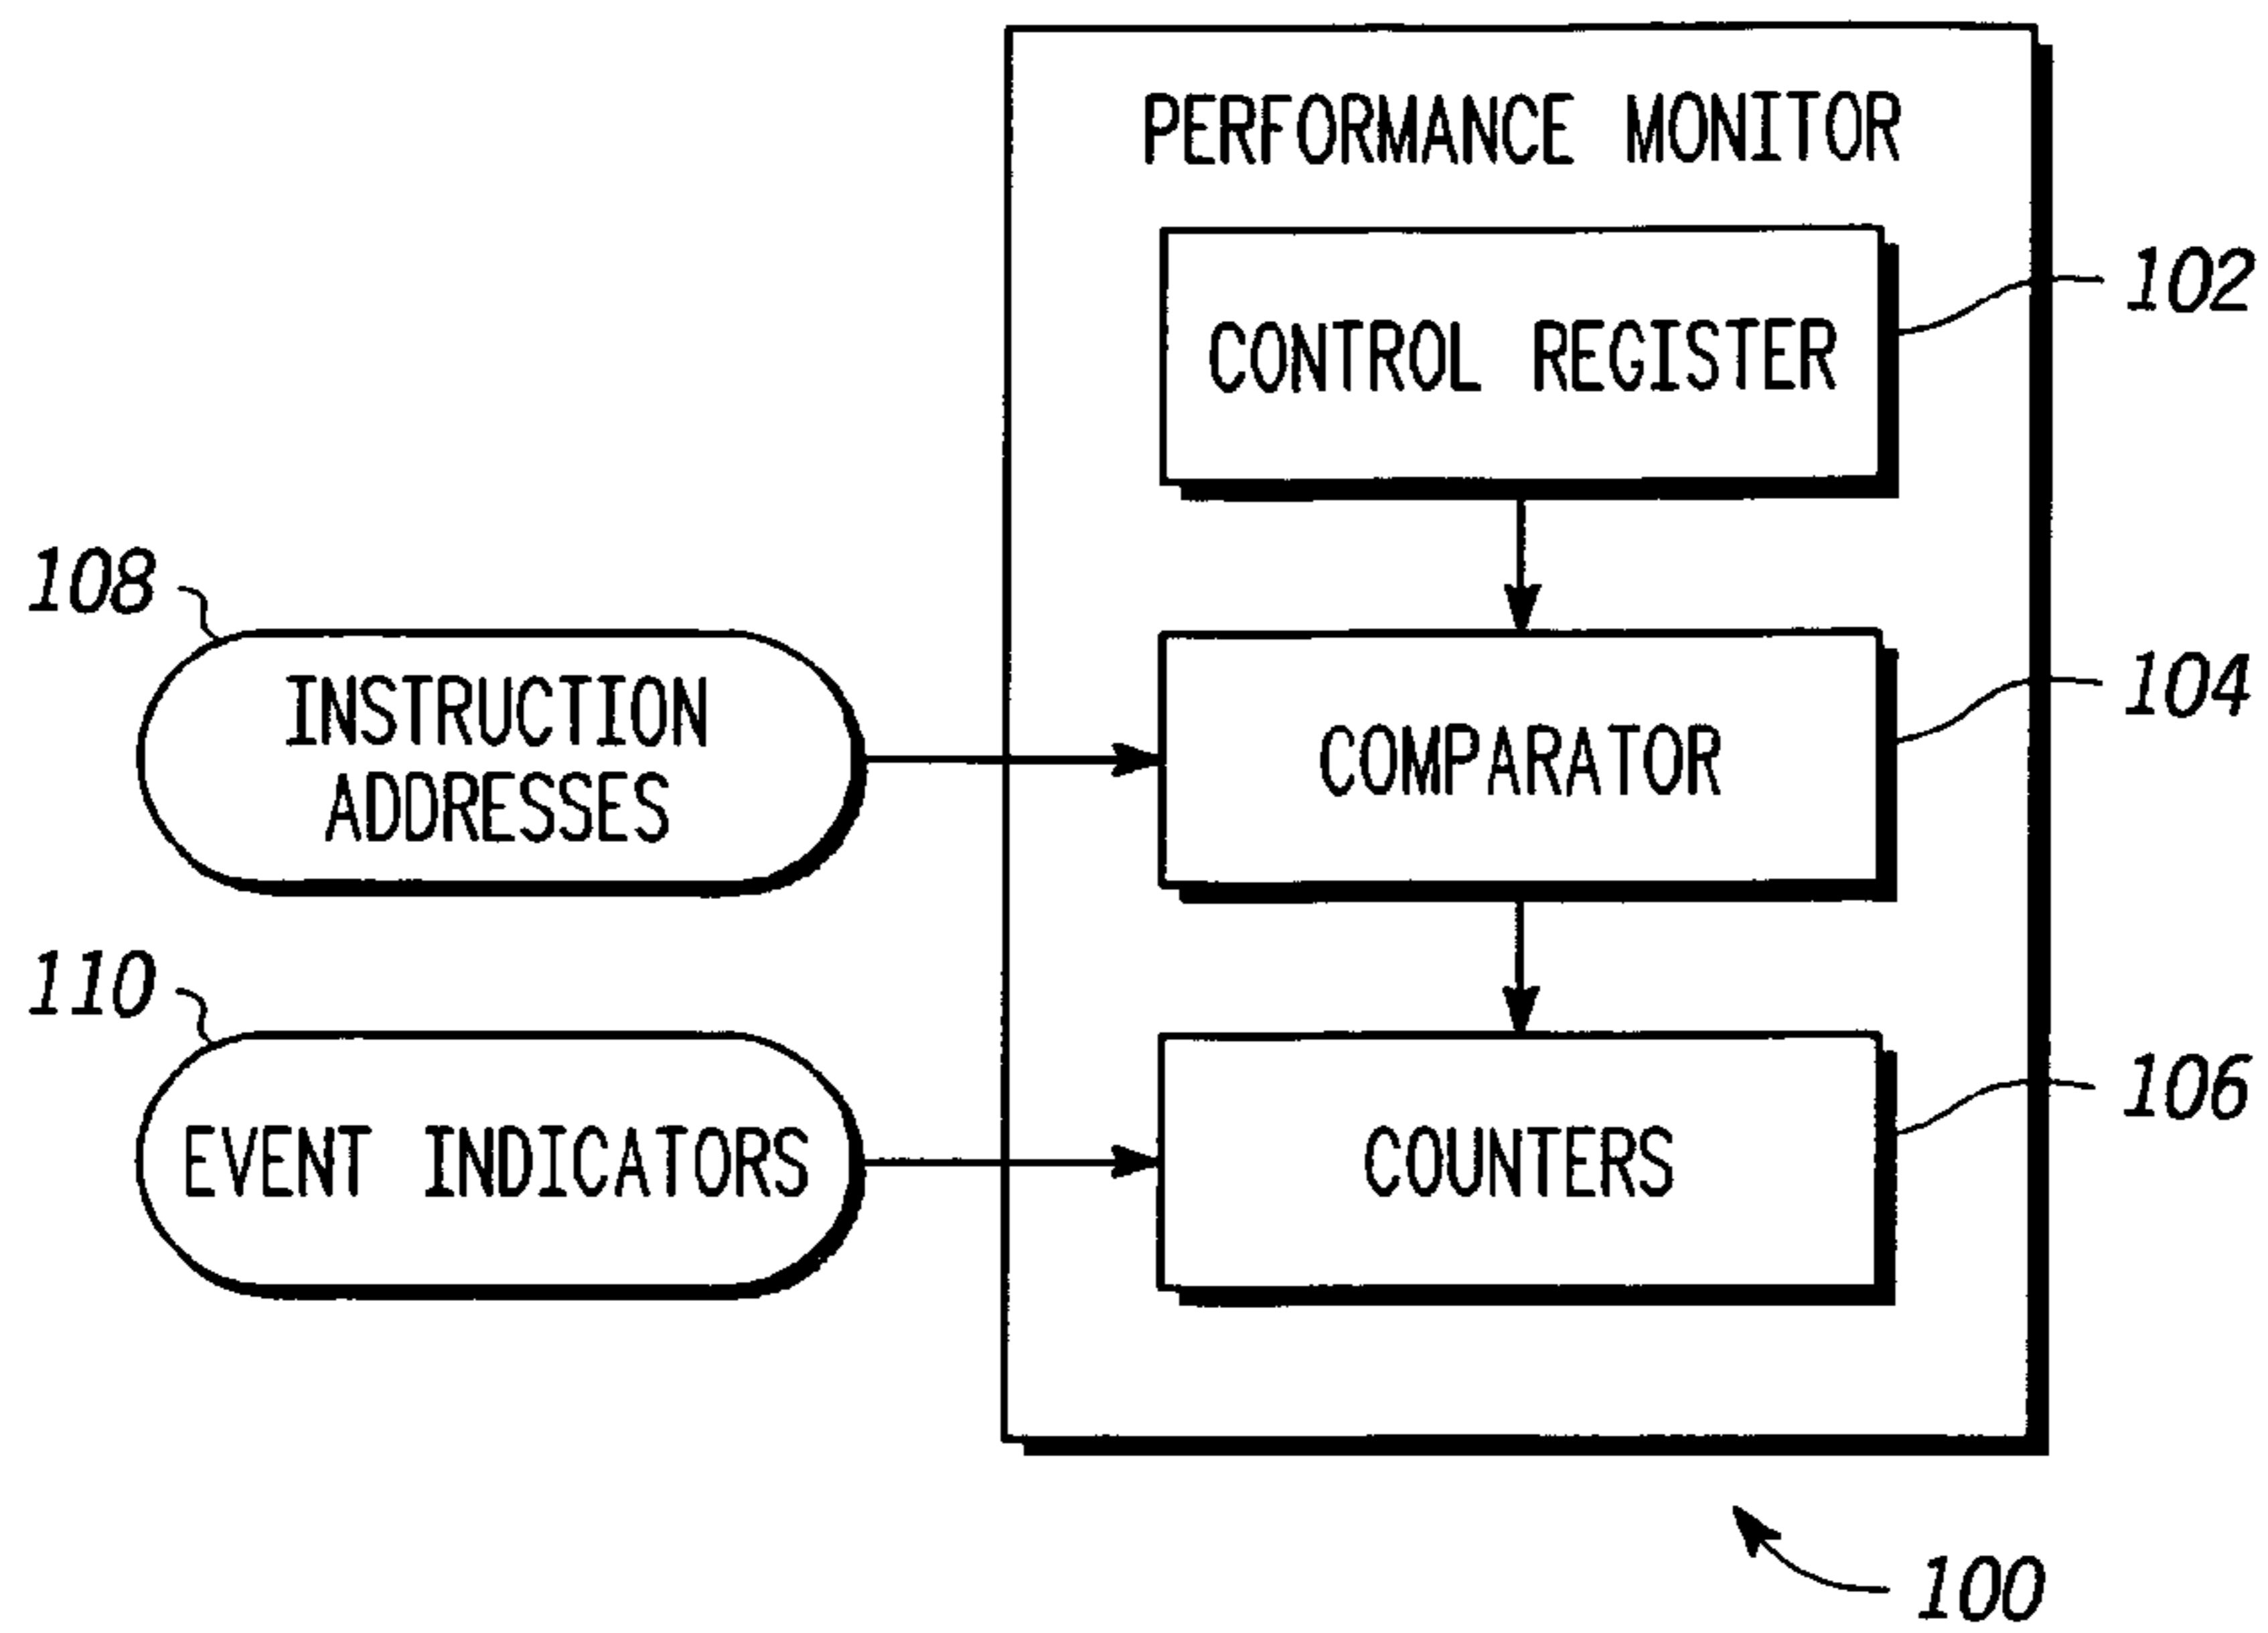 PERFORMANCE MONITOR
CONTROL REGISTER
102
108
INSTRUCTION
ADDRESSES
COMPARATOR
104
110
EVENT INDICATORS
COUNTERS
106
100